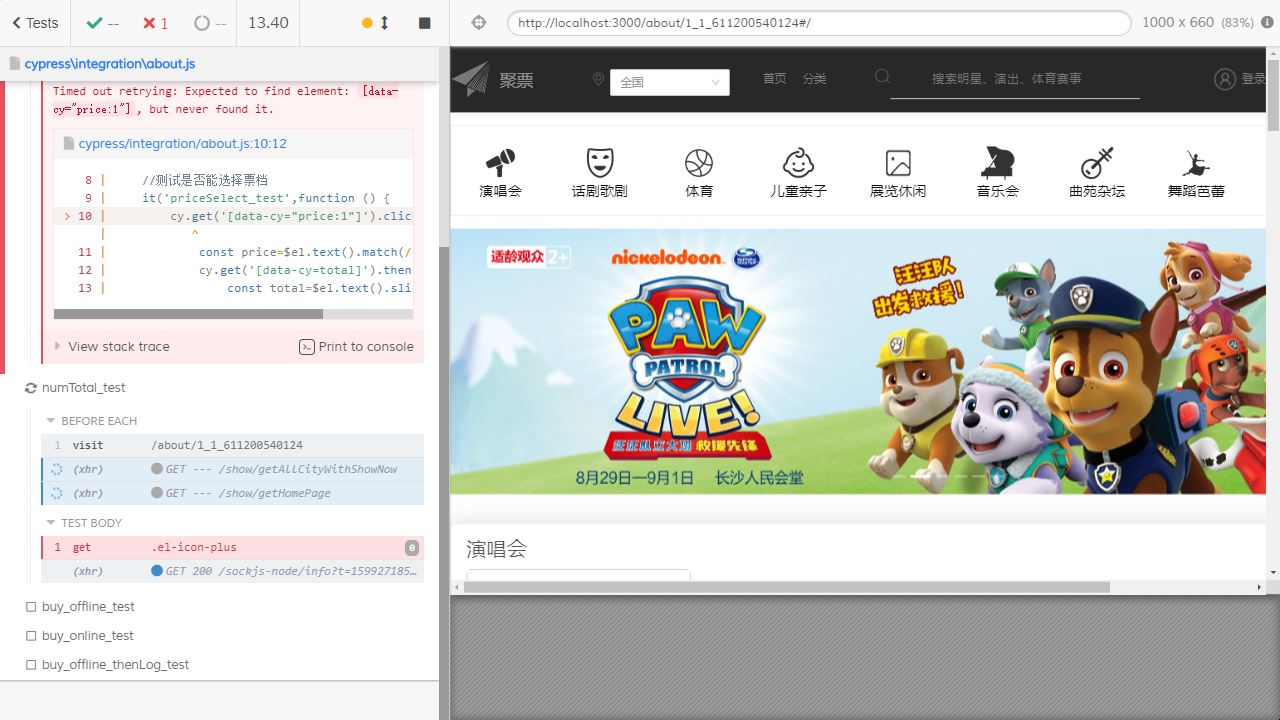 Tests
--
1
--
13.40
http://localhost:3000/about/1_1_611200540124#/
1000 x 660 (83%)
cypress\integration\about.js
Timed out retrying: Expected to find element: [data-
cy="price:1"], but never found it.
cypress/integration/about.js:10:12
8 | //测试是否能选择票档
9 | it('priceSelect_test',function () {
> 10 | cy.get('[data-cy="price:1"]').clic
| ^
11 | const price=$el.text().match(/
12 | cy.get('[data-cy=total]').then
13 | const total=$el.text().sli
View stack trace
Print to console
numTotal_test
BEFORE EACH
1 visit /about/1_1_611200540124
(xhr) GET --- /show/getAllCityWithShowNow
(xhr) GET --- /show/getHomePage
TEST BODY
1 get .el-icon-plus 0
(xhr) GET 200 /sockjs-node/info?t=159927185…
buy_offline_test
buy_online_test
buy_offline_thenLog_test
聚票
全国
首页
分类
搜索明星、演出、体育赛事
登录
演唱会
话剧歌剧
体育
儿童亲子
展览休闲
音乐会
曲苑杂坛
舞蹈芭蕾
适龄观众 2+
nickelodeon
汪汪队
出发救援!
PAW
PATROL
LIVE!
汪汪队立大功 救援先锋
8月29日—9月1日 长沙人民会堂
演唱会